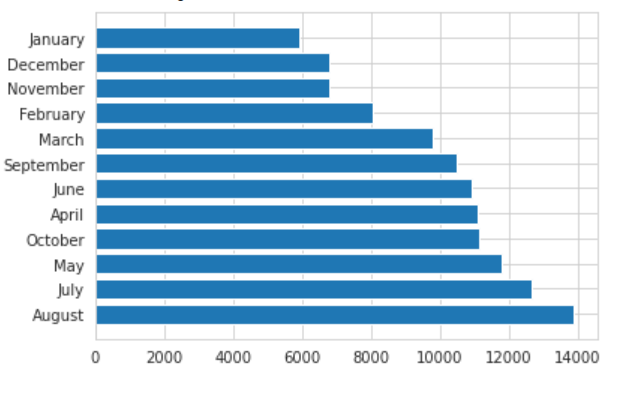 January
December
November
February
March
September
June
April
October
May
July
August
0 2000 4000 6000 8000 10000 12000 14000